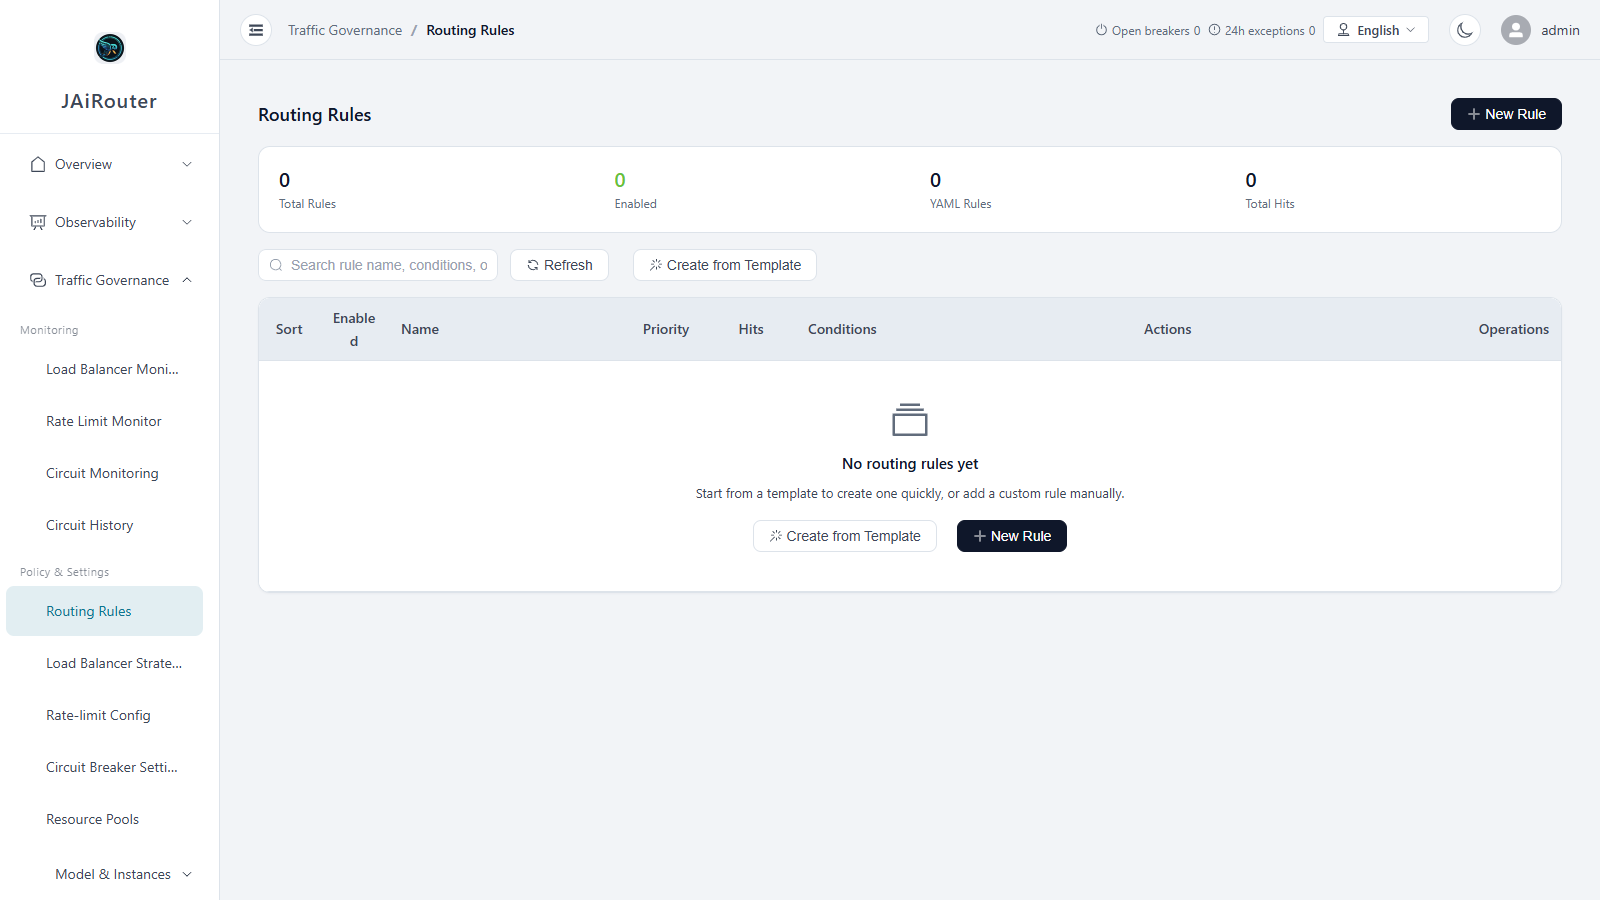 JAiRouter
Overview
Observability
Traffic Governance
Monitoring
Load Balancer Moni...
Rate Limit Monitor
Circuit Monitoring
Circuit History
Policy & Settings
Routing Rules
Load Balancer Strate...
Rate-limit Config
Circuit Breaker Setti...
Resource Pools
Model & Instances
Traffic Governance / Routing Rules
Open breakers 0 24h exceptions 0 English admin
Routing Rules
New Rule
0 0 0 0
Total Rules Enabled YAML Rules Total Hits
Search rule name, conditions, o Refresh Create from Template
Sort Enable
d Name Priority Hits Conditions Actions Operations
No routing rules yet
Start from a template to create one quickly, or add a custom rule manually.
Create from Template New Rule